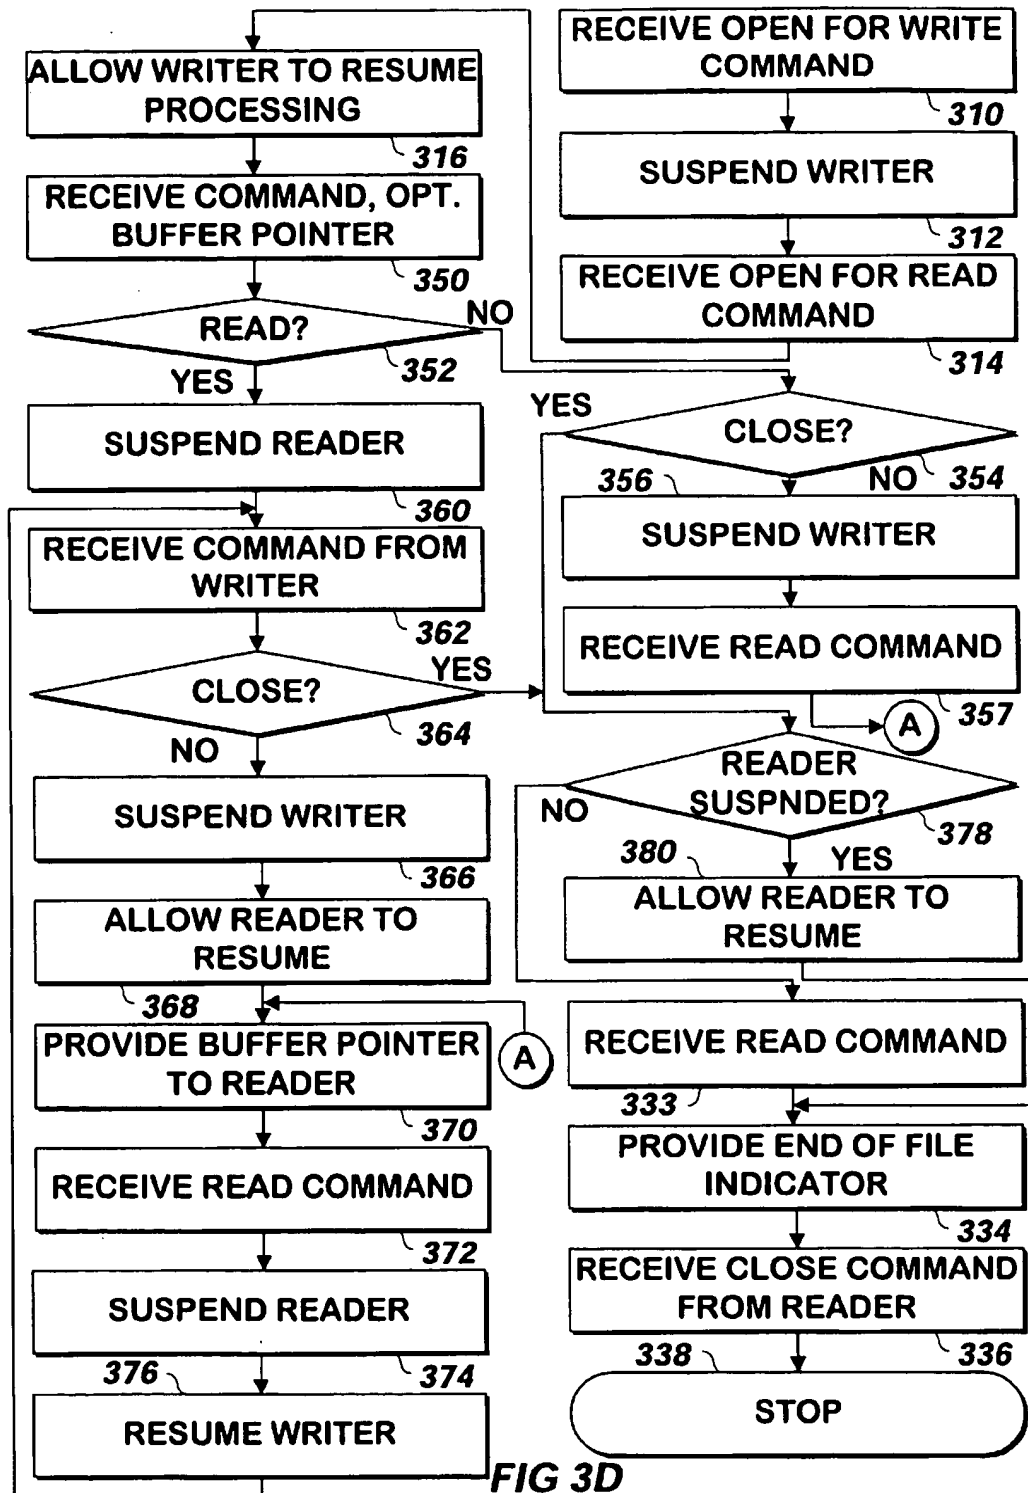 RECEIVE OPEN FOR WRITE
COMMAND
310
SUSPEND WRITER
312
RECEIVE OPEN FOR READ
COMMAND
314
ALLOW WRITER TO RESUME
PROCESSING
316
RECEIVE COMMAND, OPT.
BUFFER POINTER
350
READ?
NO
352
YES
SUSPEND READER
360
RECEIVE COMMAND FROM
WRITER
362
CLOSE?
YES
364
NO
SUSPEND WRITER
366
ALLOW READER TO
RESUME
368
PROVIDE BUFFER POINTER
TO READER
A
370
RECEIVE READ COMMAND
372
SUSPEND READER
376
374
RESUME WRITER
YES
CLOSE?
356
NO
354
SUSPEND WRITER
RECEIVE READ COMMAND
357
A
READER
SUSPNDED?
NO
378
380
YES
ALLOW READER TO
RESUME
RECEIVE READ COMMAND
333
PROVIDE END OF FILE
INDICATOR
334
RECEIVE CLOSE COMMAND
FROM READER
338
336
STOP
FIG 3D